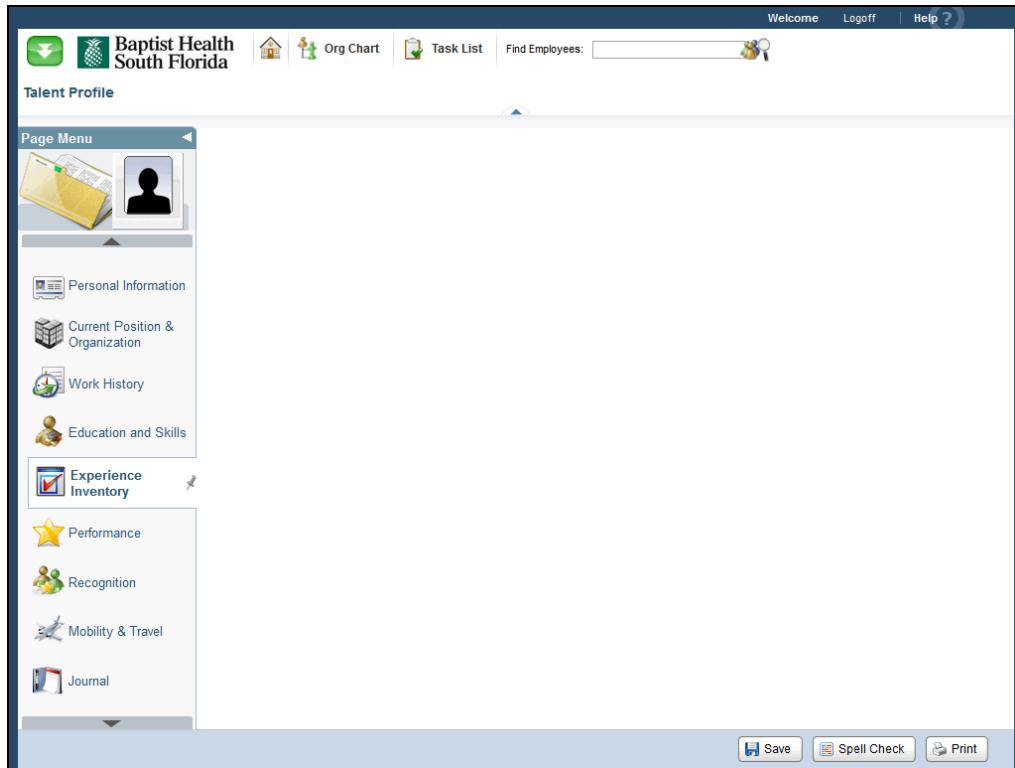 Welcome Logoff Help ?
Baptist Health
South Florida
Org Chart Task List Find Employees:
Talent Profile
Page Menu
Personal Information
Current Position &
Organization
Work History
Education and Skills
Experience
Inventory
Performance
Recognition
Mobility & Travel
Journal
Save Spell Check Print